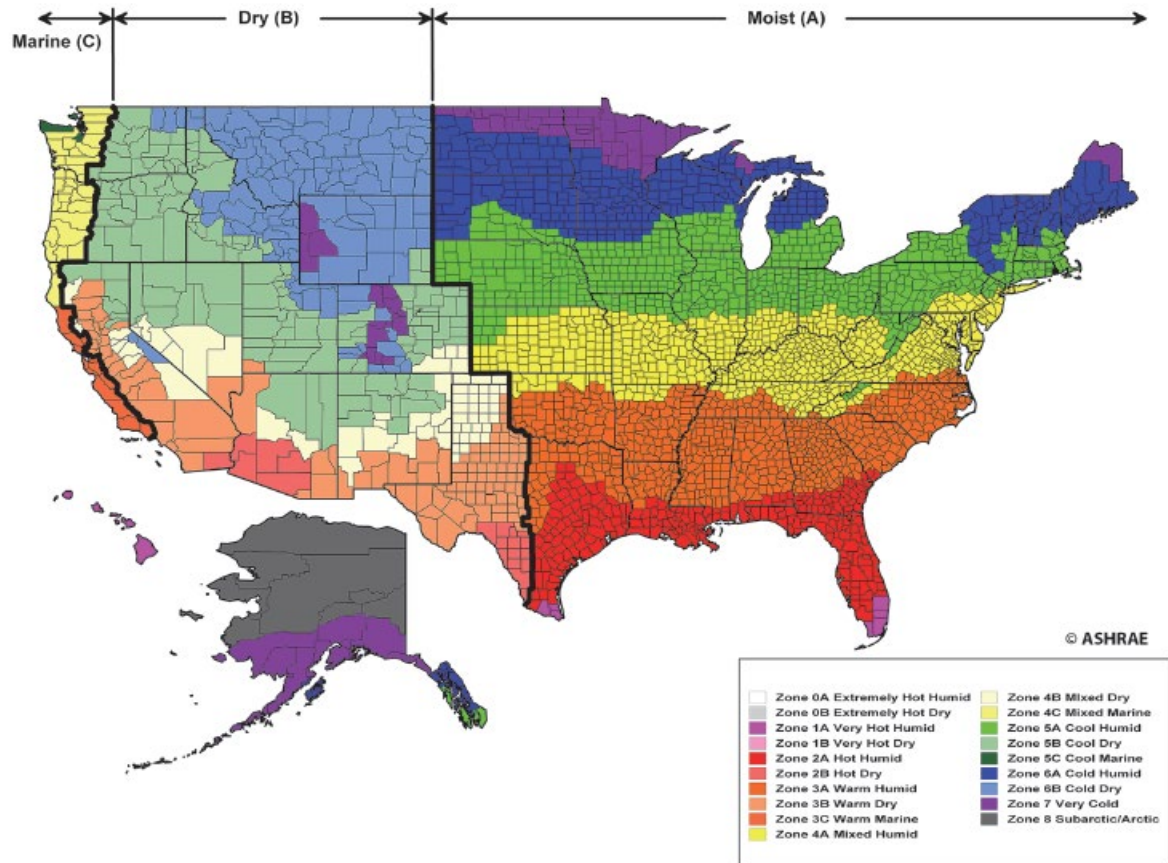 Dry (B)
Moist (A)
Marine (C)
© ASHRAE
Zone 0A Extremely Hot Humid
Zone 0B Extremely Hot Dry
Zone 1A Very Hot Humid
Zone 1B Very Hot Dry
Zone 2A Hot Humid
Zone 2B Hot Dry
Zone 3A Warm Humid
Zone 3B Warm Dry
Zone 3C Warm Marine
Zone 4A Mixed Humid
Zone 4B MIxed Dry
Zone 4C Mixed Marine
Zone 5A Cool Humid
Zone 5B Cool Dry
Zone 5C Cool Marine
Zone 6A Cold Humid
Zone 6B Cold Dry
Zone 7 Very Cold
Zone 8 Subarctic/Arctic